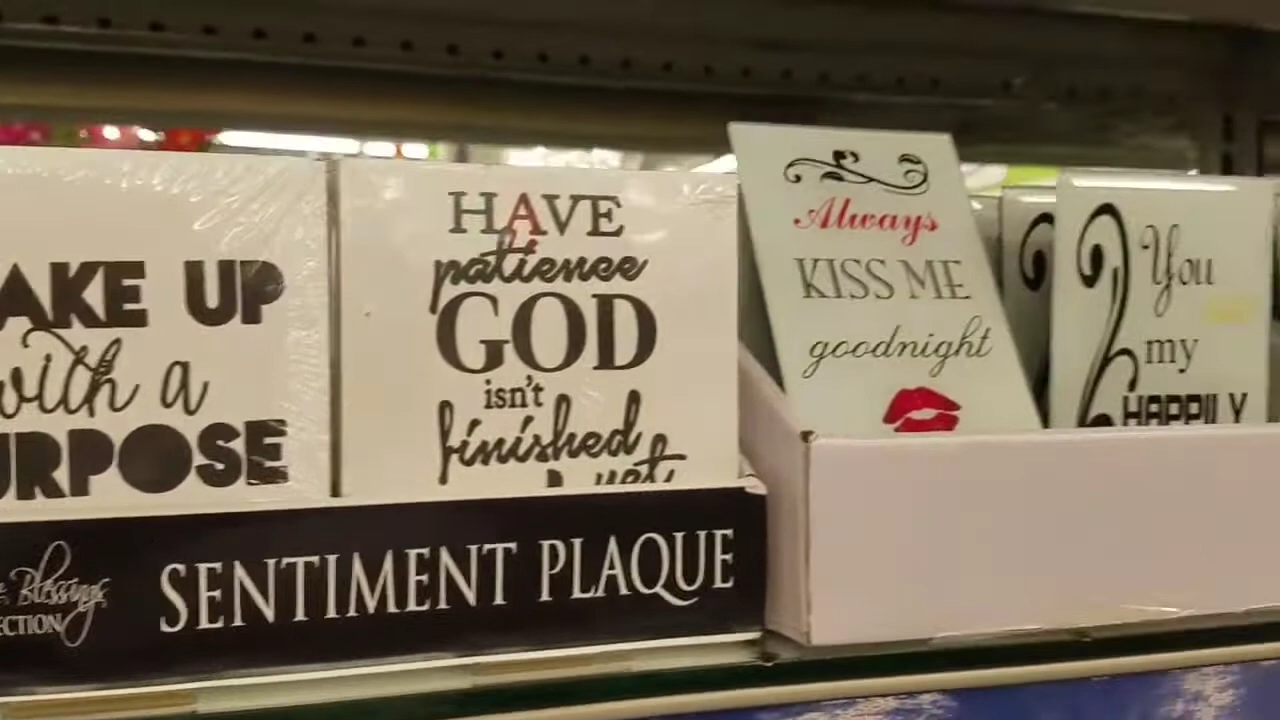 AKE UP
with a
URPOSE
HAVE
patience
GOD
isn't
finished
yet
Always
KISS ME
goodnight
You
my
HAPPILY
Blessings
ECTION
SENTIMENT PLAQUE